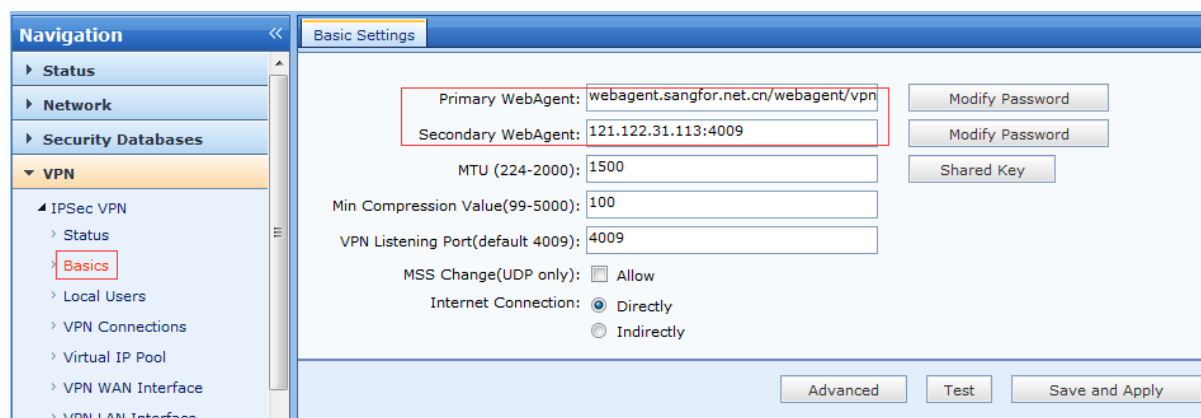 Navigation
Status
Network
Security Databases
VPN
IPSec VPN
Status
Basics
Local Users
VPN Connections
Virtual IP Pool
VPN WAN Interface
VPN LAN Interface
Basic Settings
Primary WebAgent: webagent.sangfor.net.cn/webagent/vpn Modify Password
Secondary WebAgent: 121.122.31.113:4009 Modify Password
MTU (224-2000): 1500 Shared Key
Min Compression Value(99-5000): 100
VPN Listening Port(default 4009): 4009
MSS Change(UDP only): Allow
Internet Connection: Directly
Indirectly
Advanced Test Save and Apply